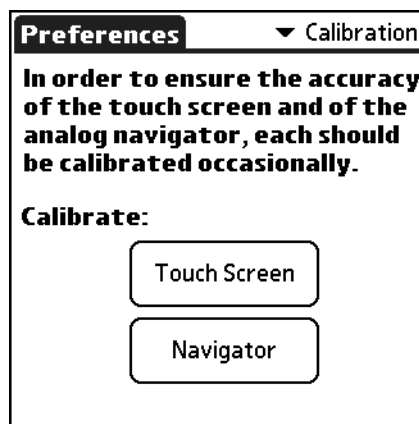 Preferences ▼ Calibration
In order to ensure the accuracy
of the touch screen and of the
analog navigator, each should
be calibrated occasionally.
Calibrate:
Touch Screen
Navigator